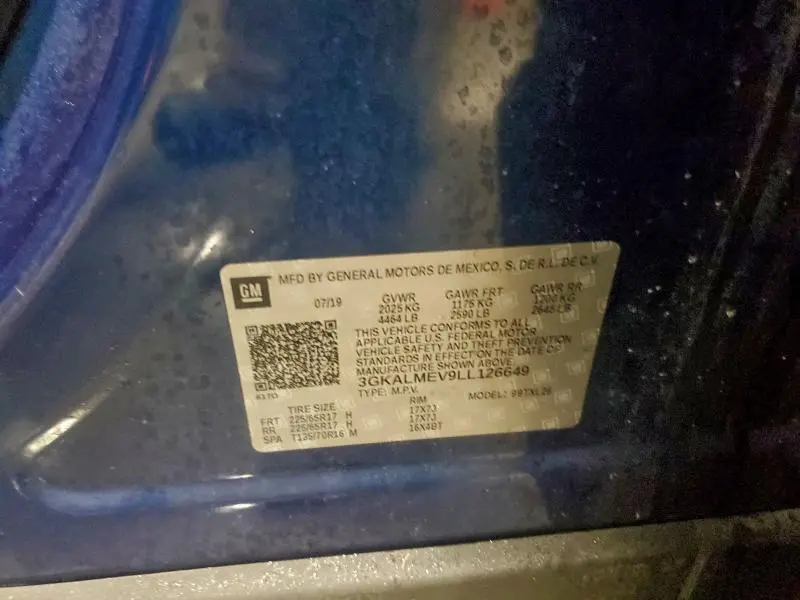 GM
MFD BY GENERAL MOTORS DE MEXICO, S. DE R.L. DE C.V.
07/19 GVWR GAWR FRT GAWR RR
2025 KG 1175 KG 1200 KG
4464 LB 2590 LB 2645 LB
THIS VEHICLE CONFORMS TO ALL
APPLICABLE U.S. FEDERAL MOTOR
VEHICLE SAFETY AND THEFT PREVENTION
STANDARDS IN EFFECT ON THE DATE OF
MANUFACTURE SHOWN ABOVE.
3GKALMEV9LL126649
TYPE: M.P.V. MODEL:
TIRE SIZE RIM
FRT 225/65R17 H 17X7J
RR 225/65R17 H 17X7J
SPA T135/70R16 M 16X4BT